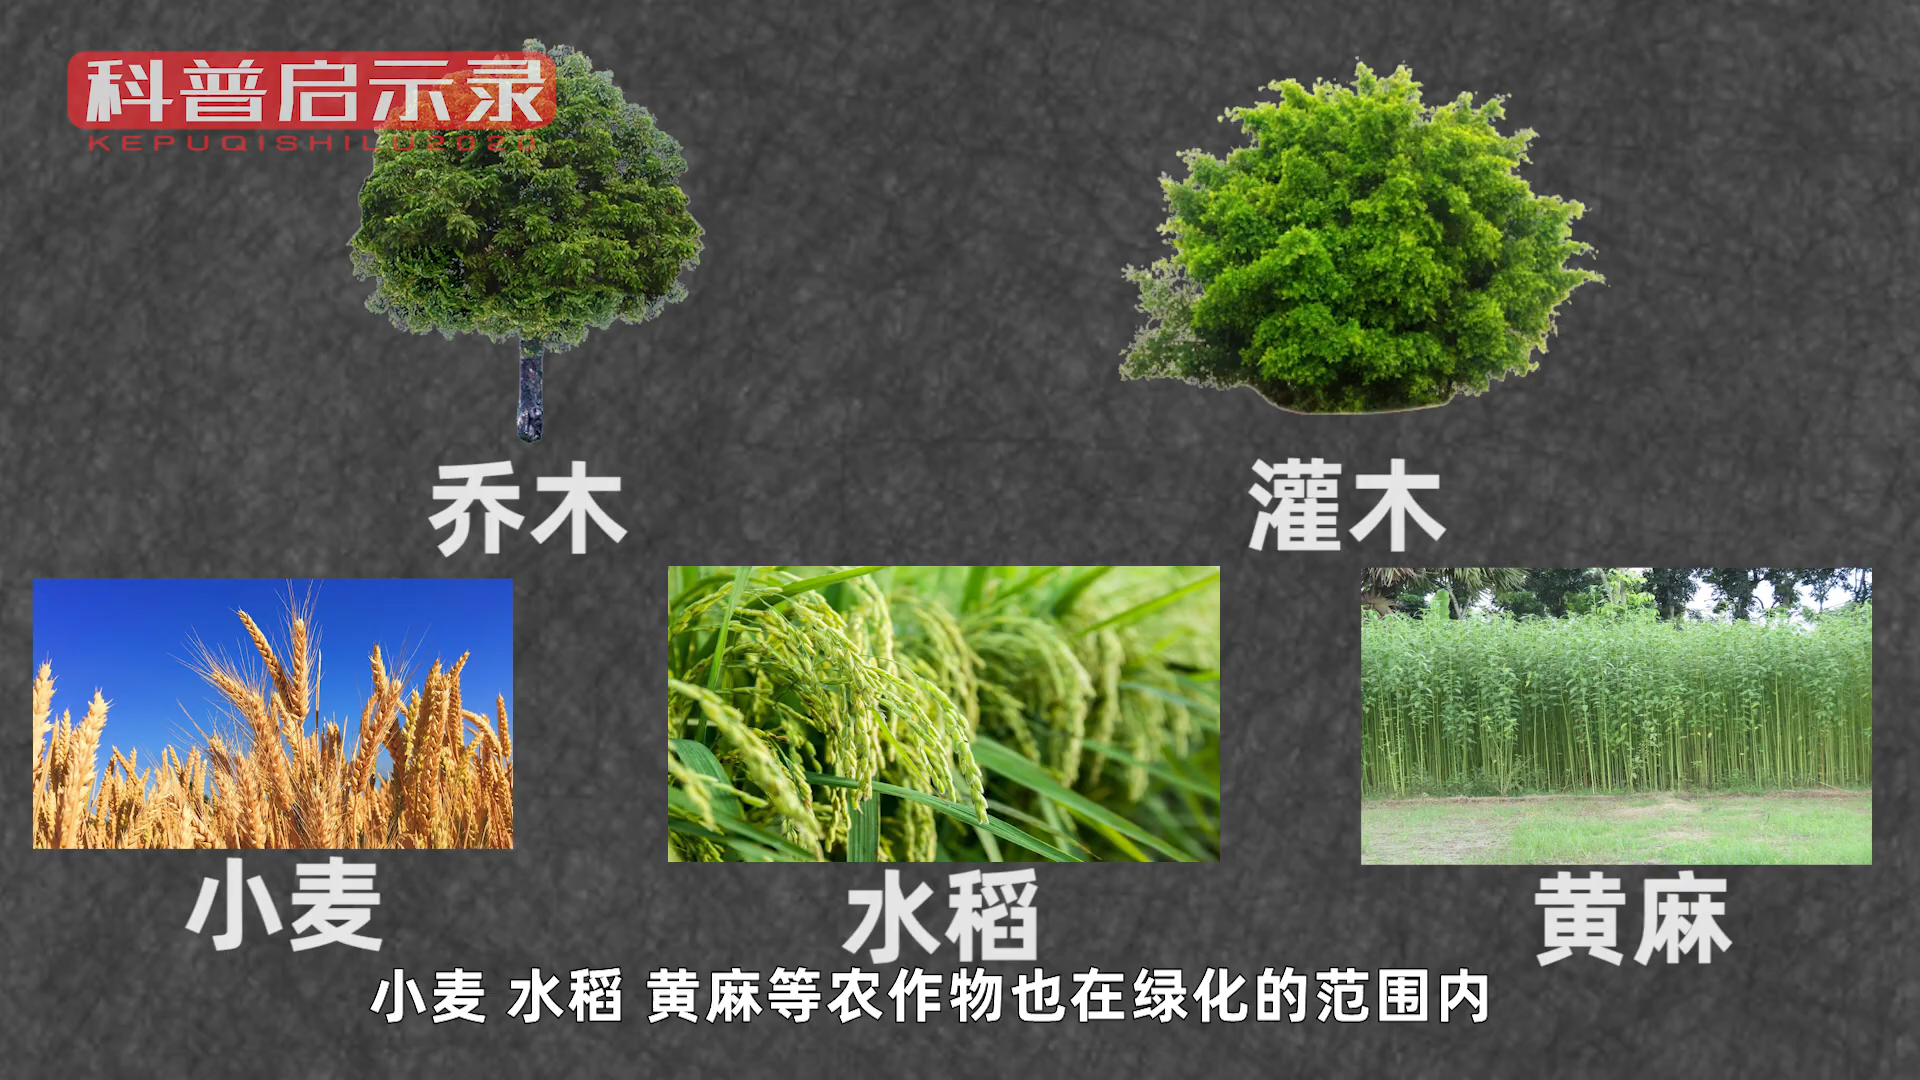 科普启示录
KEPUQISHILU2020
乔木
灌木
小麦
水稻
黄麻
小麦 水稻 黄麻等农作物也在绿化的范围内